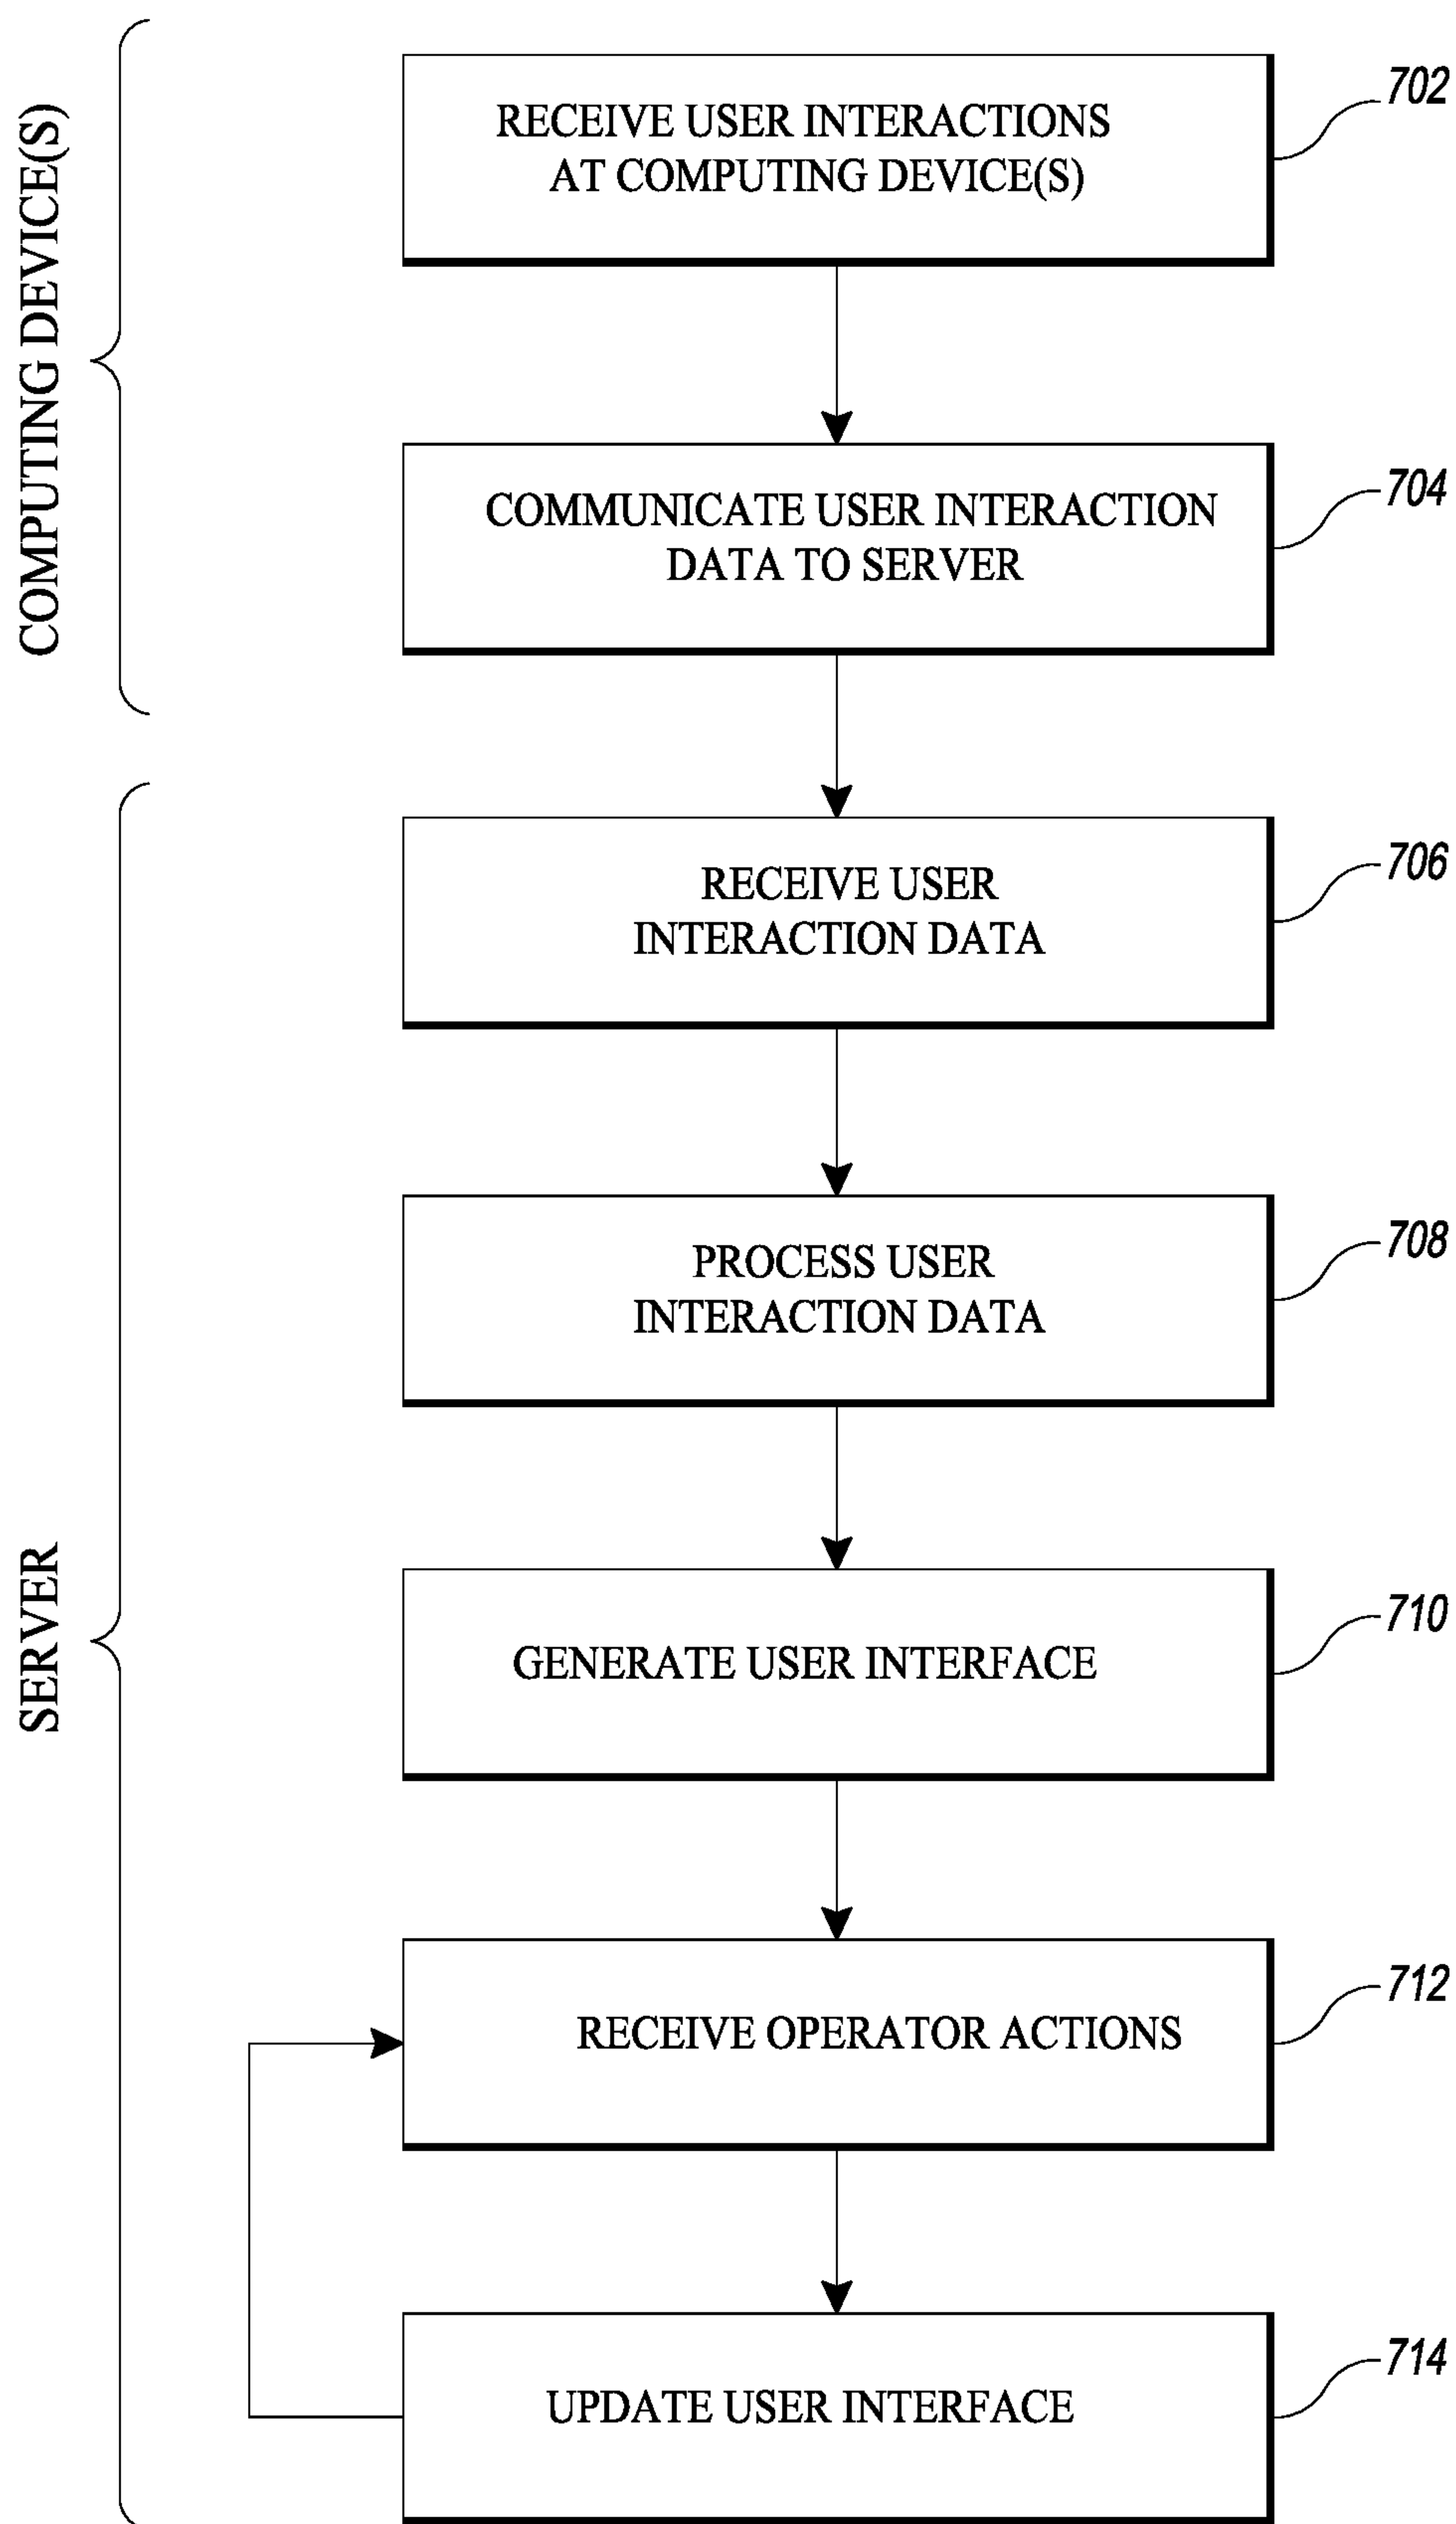 COMPUTING DEVICE(S)
RECEIVE USER INTERACTIONS
AT COMPUTING DEVICE(S)
702
COMMUNICATE USER INTERACTION
DATA TO SERVER
704
SERVER
RECEIVE USER
INTERACTION DATA
706
PROCESS USER
INTERACTION DATA
708
GENERATE USER INTERFACE
710
RECEIVE OPERATOR ACTIONS
712
UPDATE USER INTERFACE
714